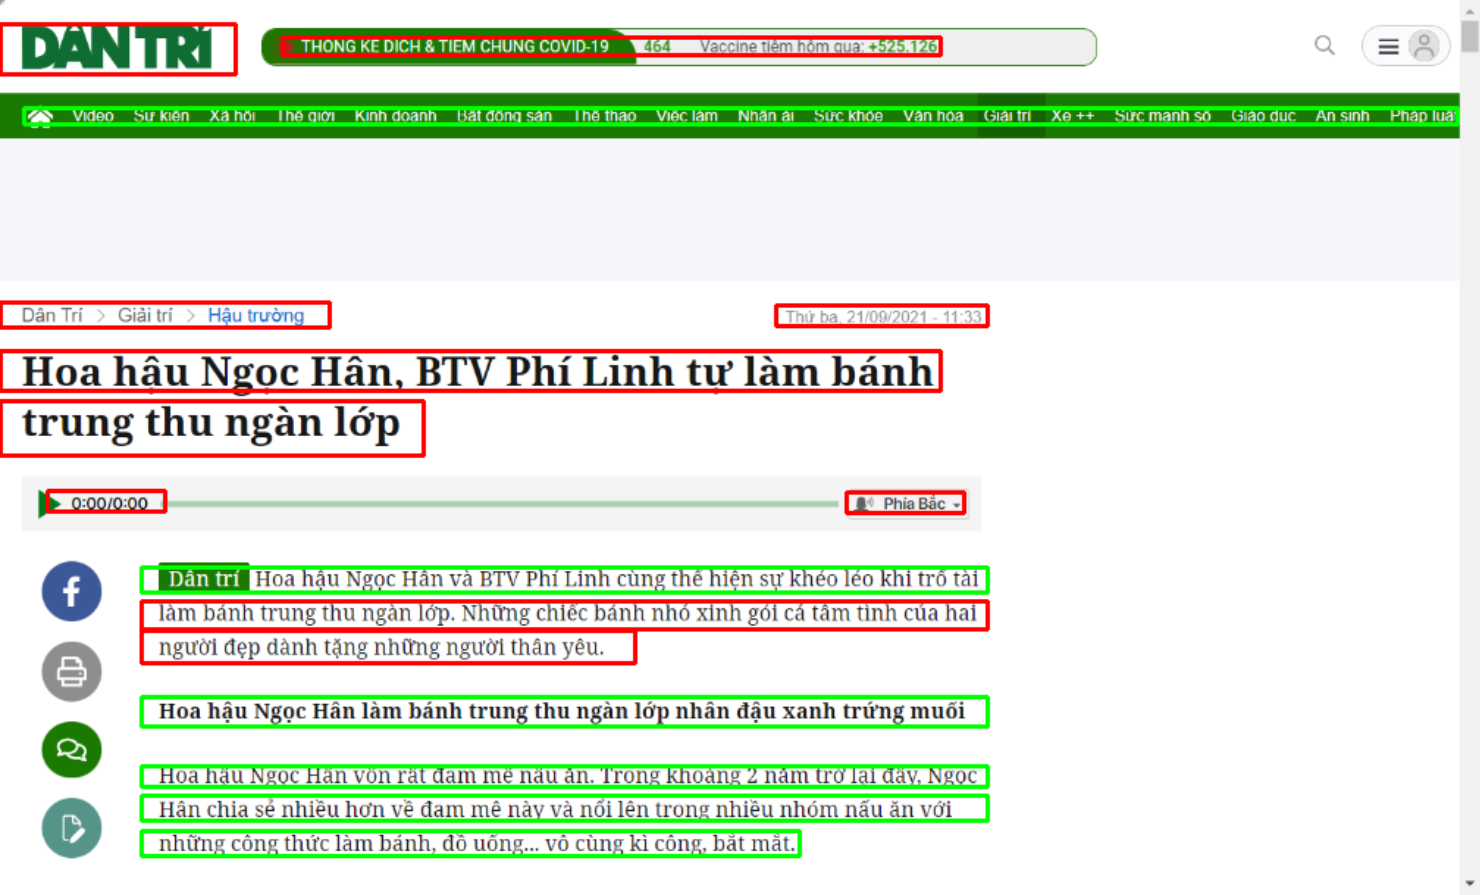 DÂN TRÍ
THỐNG KÊ DỊCH & TIÊM CHỦNG COVID-19 464 Vaccine tiêm hôm qua: +525.126
Video Sự kiện Xã hội Thế giới Kinh doanh Bất động sản Thể thao Việc làm Nhân ái Sức khỏe Văn hóa Giải trí Xe ++ Sức mạnh số Giáo dục An sinh Pháp luật
Dân Trí > Giải trí > Hậu trường
Thứ ba, 21/09/2021 - 11:33
Hoa hậu Ngọc Hân, BTV Phí Linh tự làm bánh
trung thu ngàn lớp
0:00/0:00
Phía Bắc
Dân trí Hoa hậu Ngọc Hân và BTV Phí Linh cùng thể hiện sự khéo léo khi trổ tài
làm bánh trung thu ngàn lớp. Những chiếc bánh nhỏ xinh gói cả tâm tình của hai
người đẹp dành tặng những người thân yêu.
Hoa hậu Ngọc Hân làm bánh trung thu ngàn lớp nhân đậu xanh trứng muối
Hoa hậu Ngọc Hân vốn rất đam mê nấu ăn. Trong khoảng 2 năm trở lại đây, Ngọc
Hân chia sẻ nhiều hơn về đam mê này và nổi lên trong nhiều nhóm nấu ăn với
những công thức làm bánh, đồ uống... vô cùng kì công, bắt mắt.